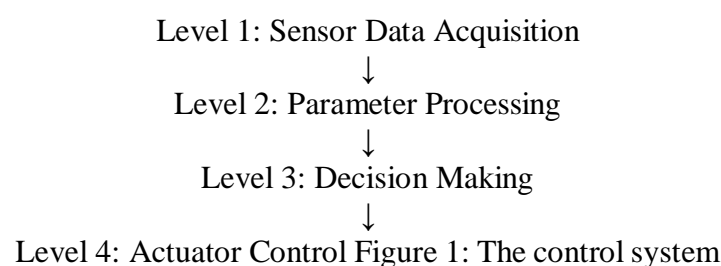 Level 1: Sensor Data Acquisition
↓
Level 2: Parameter Processing
↓
Level 3: Decision Making
↓
Level 4: Actuator Control Figure 1: The control system